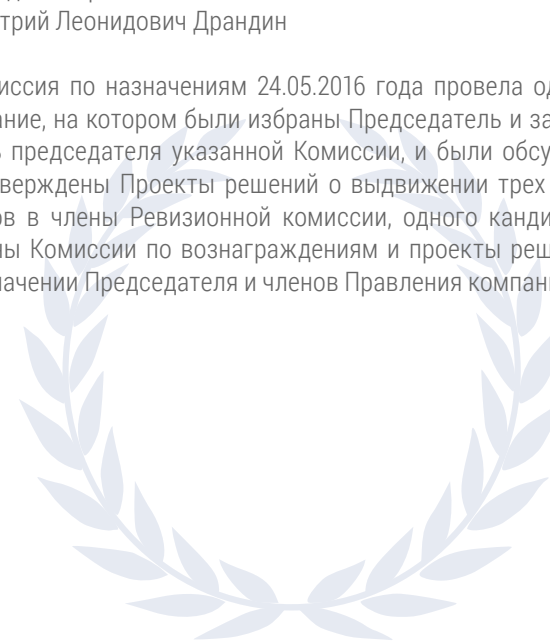 трий Леонидович Драндин
иссия по назначениям 24.05.2016 года провела од
ание, на котором были избраны Председатель и за
ь председателя указанной Комиссии, и были обсу
тверждены Проекты решений о выдвижении трех
ов в члены Ревизионной комиссии, одного канди
ны Комиссии по вознаграждениям и проекты реш
начении Председателя и членов Правления компан